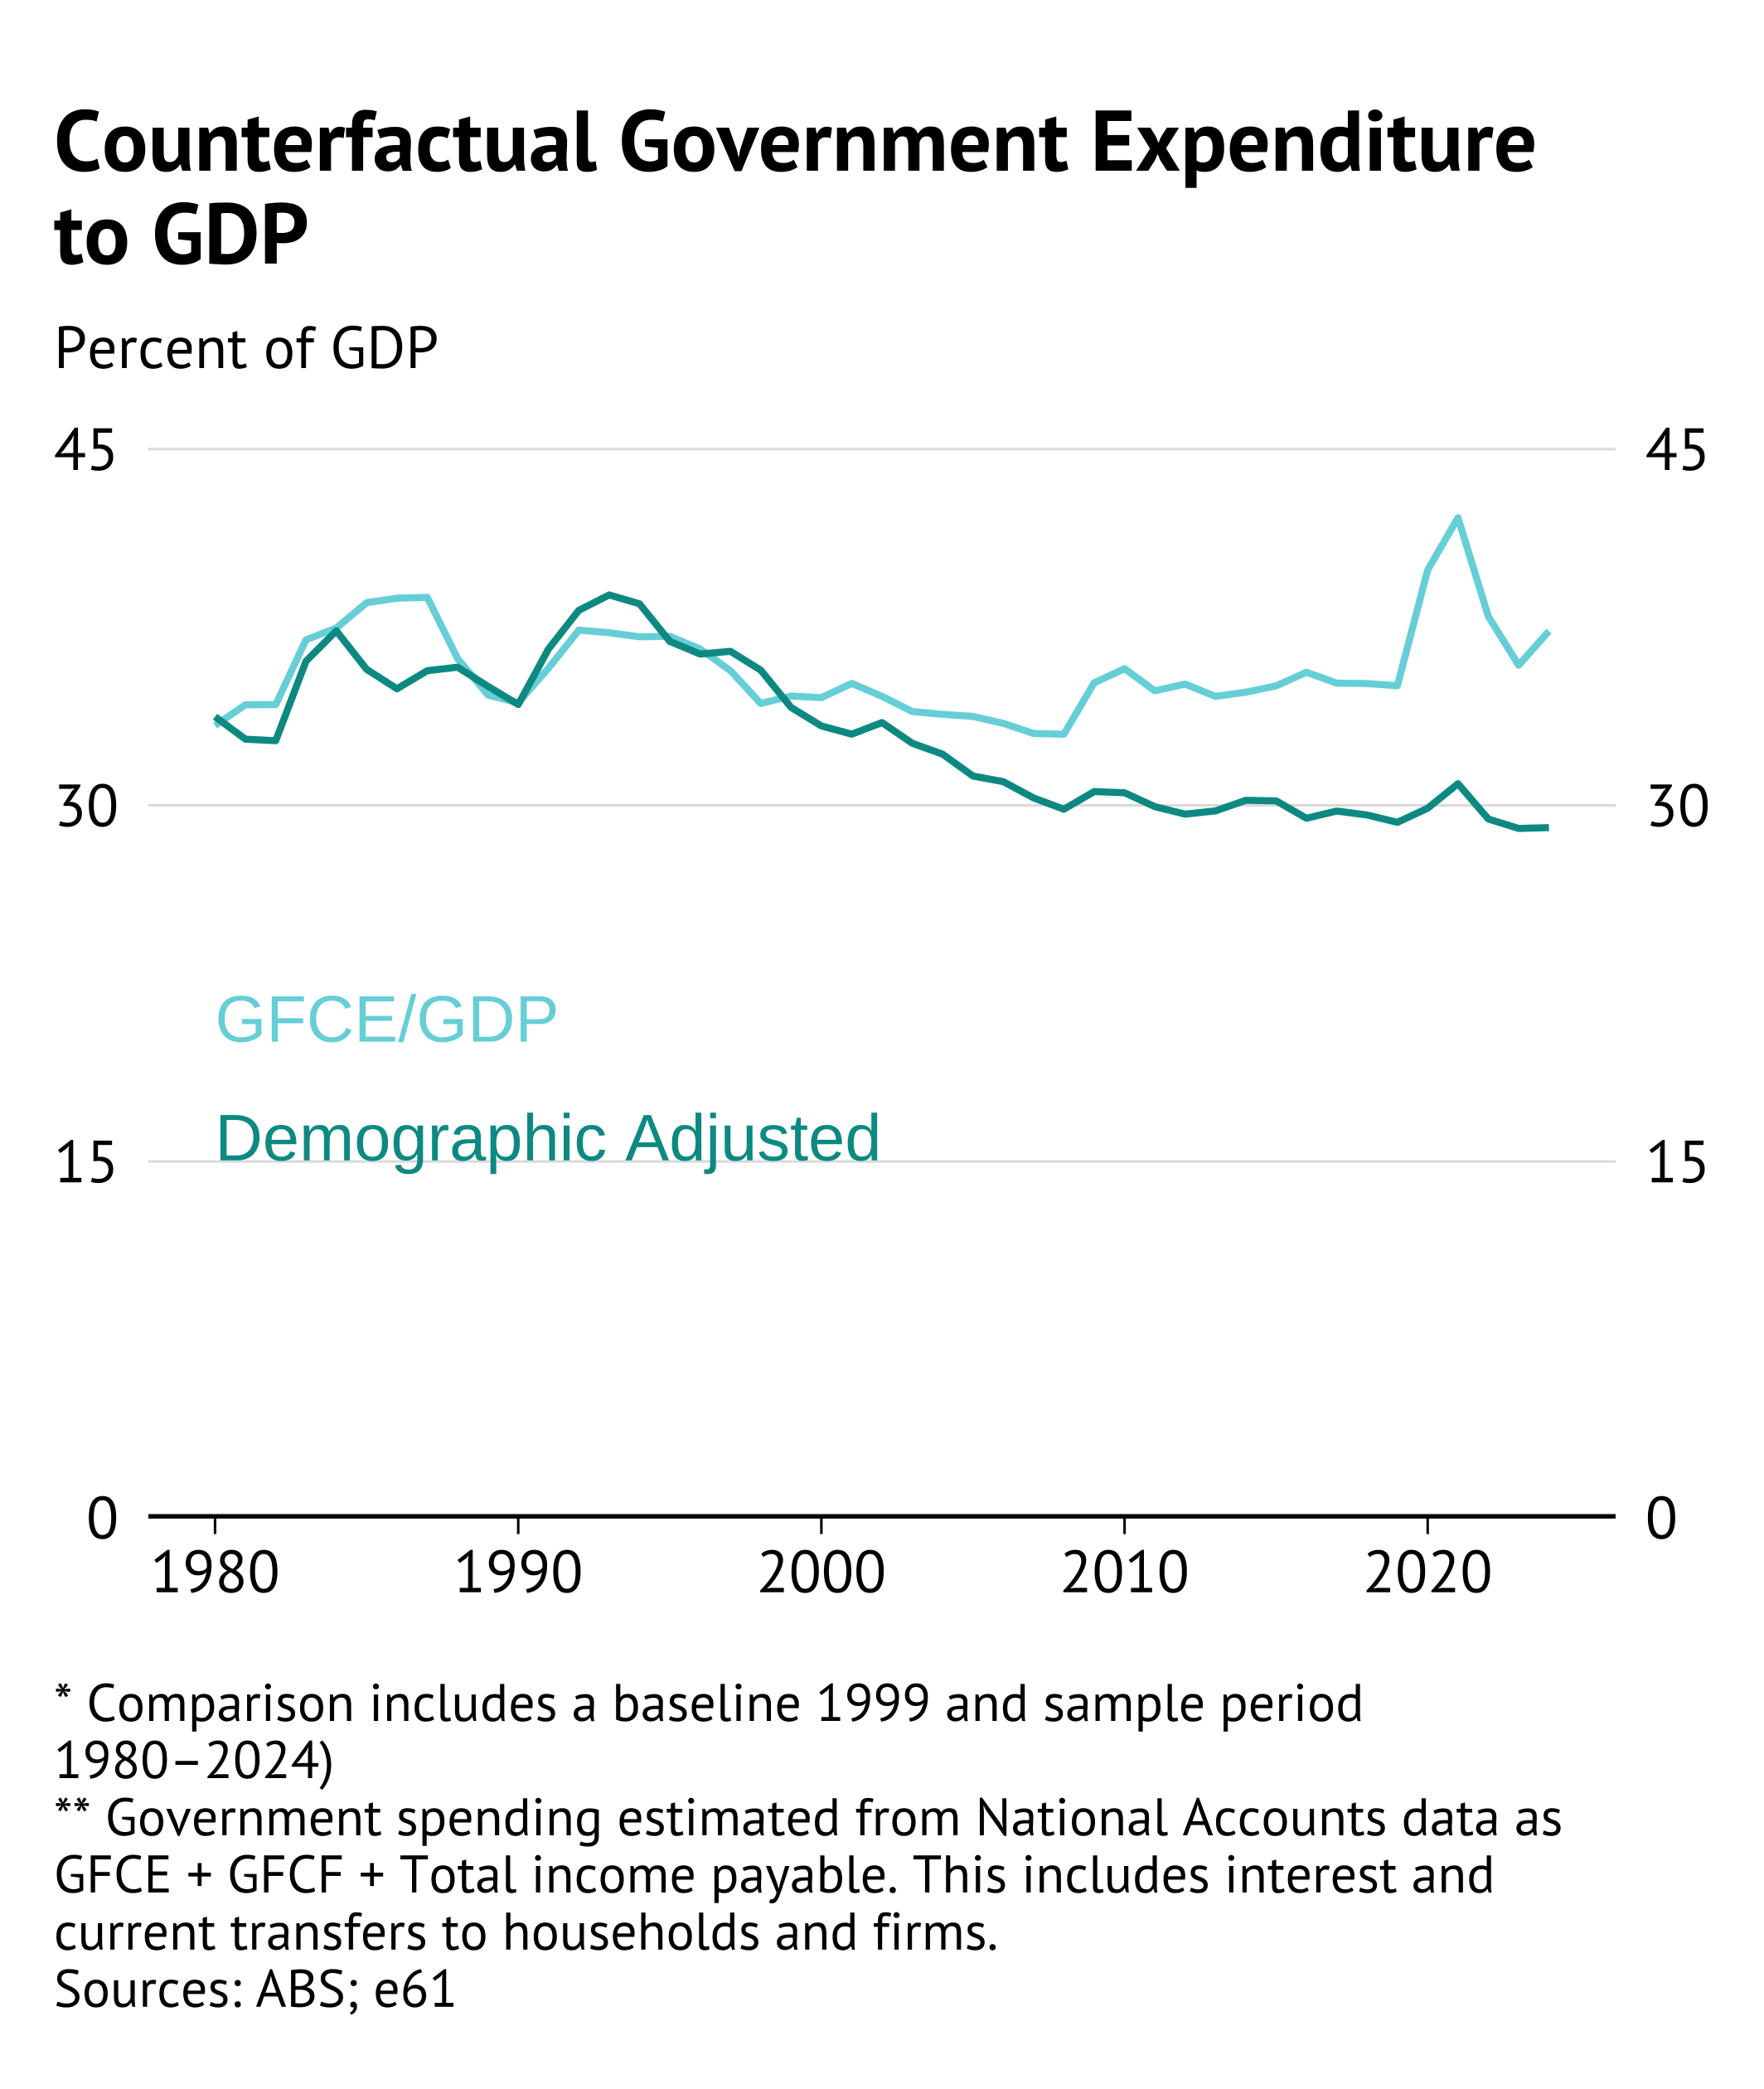 Counterfactual Government Expenditure
to GDP
Percent of GDP
45 45
30 30
GFCE/GDP
Demographic Adjusted
15 15
0 0
1980 1990 2000 2010 2020
* Comparison includes a baseline 1999 and sample period
1980–2024)
** Government spending estimated from National Accounts data as
GFCE + GFCF + Total income payable. This includes interest and
current transfers to households and firms.
Sources: ABS; e61